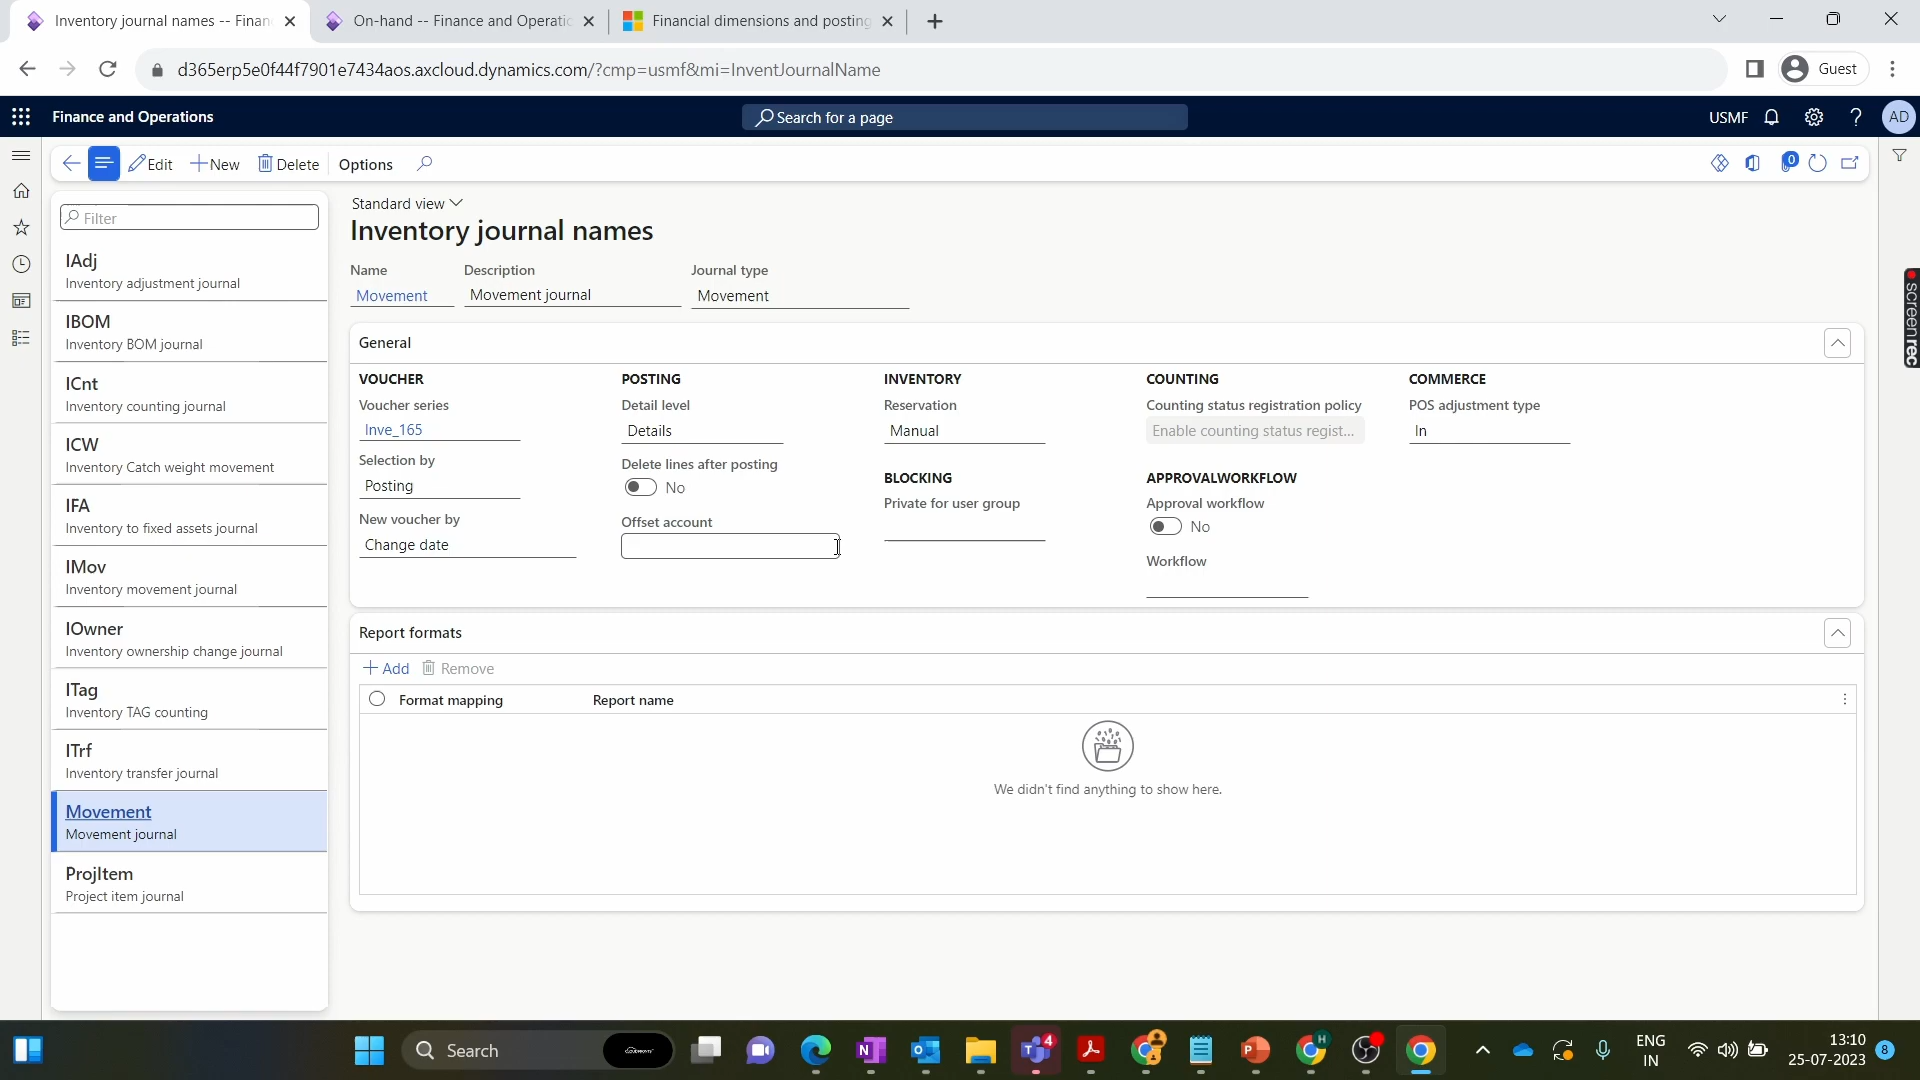 Inventory journal names -- Finan
On-hand -- Finance and Operatic
Financial dimensions and posting
d365erp5e0f44f7901e7434aos.axcloud.dynamics.com/?cmp=usmf&mi=InventJournalName
Guest
Finance and Operations
Search for a page
USMF
AD
Edit
New
Delete
Options
0
Filter
IAdj
Inventory adjustment journal
IBOM
Inventory BOM journal
ICnt
Inventory counting journal
ICW
Inventory Catch weight movement
IFA
Inventory to fixed assets journal
IMov
Inventory movement journal
IOwner
Inventory ownership change journal
ITag
Inventory TAG counting
ITrf
Inventory transfer journal
Movement
Movement journal
ProjItem
Project item journal
Standard view
Inventory journal names
Name
Description
Journal type
Movement
Movement journal
Movement
General
VOUCHER
Voucher series
Inve_165
Selection by
Posting
New voucher by
Change date
POSTING
Detail level
Details
Delete lines after posting
No
Offset account
INVENTORY
Reservation
Manual
BLOCKING
Private for user group
COUNTING
Counting status registration policy
Enable counting status regist...
APPROVALWORKFLOW
Approval workflow
No
Workflow
COMMERCE
POS adjustment type
In
Report formats
Add
Remove
Format mapping
Report name
We didn't find anything to show here.
screenrec
Search
4
H
ENG
IN
13:10
25-07-2023
8